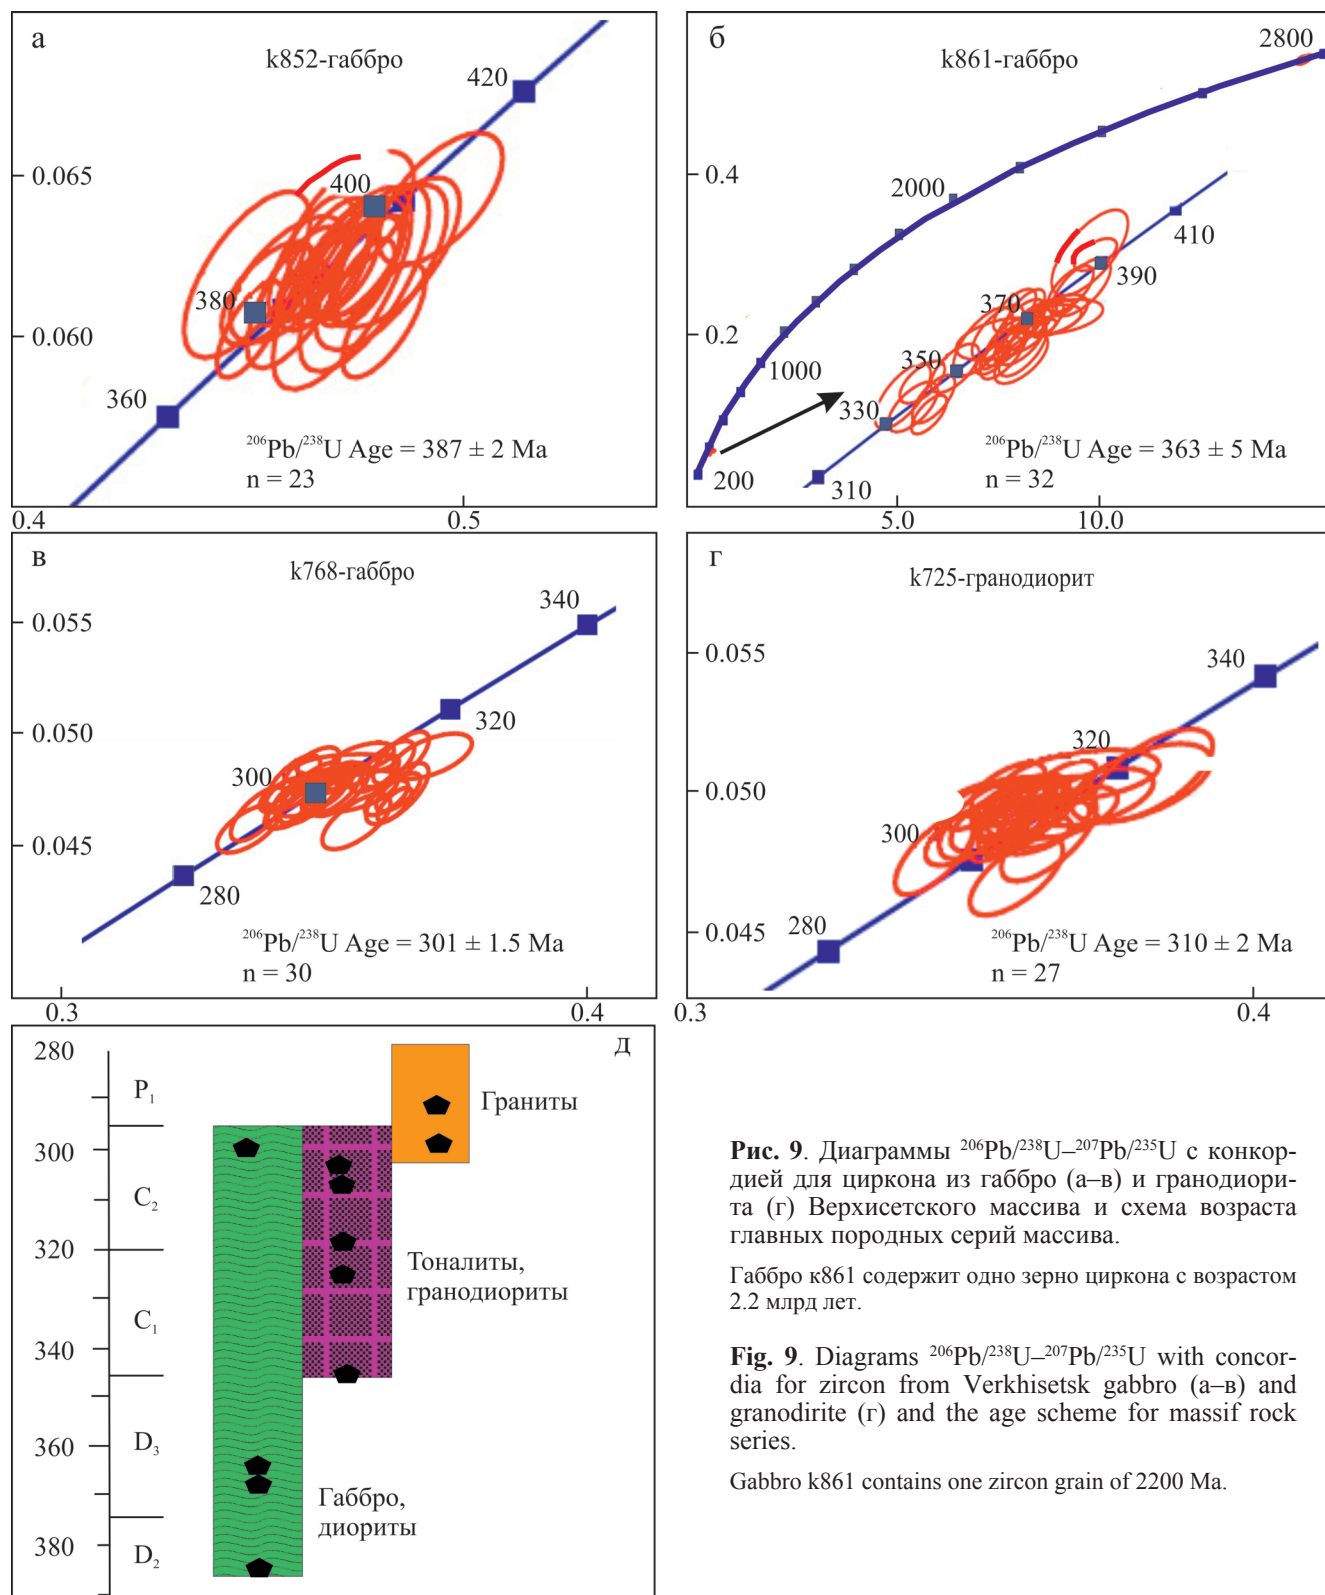 а
k852-габбро
420
0.065
400
380
0.060
360
²⁰⁶Pb/²³⁸U Age = 387 ± 2 Ma
n = 23
0.4
0.5
б
k861-габбро
2800
0.4
2000
410
390
370
0.2
350
1000
330
²⁰⁶Pb/²³⁸U Age = 363 ± 5 Ma
200
310
n = 32
5.0
10.0
в
k768-габбро
340
0.055
0.050
320
300
0.045
280
²⁰⁶Pb/²³⁸U Age = 301 ± 1.5 Ma
n = 30
0.3
0.4
г
k725-гранодиорит
0.055
340
320
0.050
300
0.045
280
²⁰⁶Pb/²³⁸U Age = 310 ± 2 Ma
n = 27
0.3
0.4
д
280
P₁
Граниты
300
C₂
320
Тоналиты,
гранодиориты
C₁
340
D₃
360
Габбро,
диориты
380
D₂
Рис. 9. Диаграммы ²⁰⁶Pb/²³⁸U–²⁰⁷Pb/²³⁵U с конкор-
дией для циркона из габбро (а–в) и гранодиори-
та (г) Верхисетского массива и схема возраста
главных породных серий массива.
Габбро к861 содержит одно зерно циркона с возрастом
2.2 млрд лет.
Fig. 9. Diagrams ²⁰⁶Pb/²³⁸U–²⁰⁷Pb/²³⁵U with concor-
dia for zircon from Verkhisetsk gabbro (а–в) and
granodirite (г) and the age scheme for massif rock
series.
Gabbro k861 contains one zircon grain of 2200 Ma.